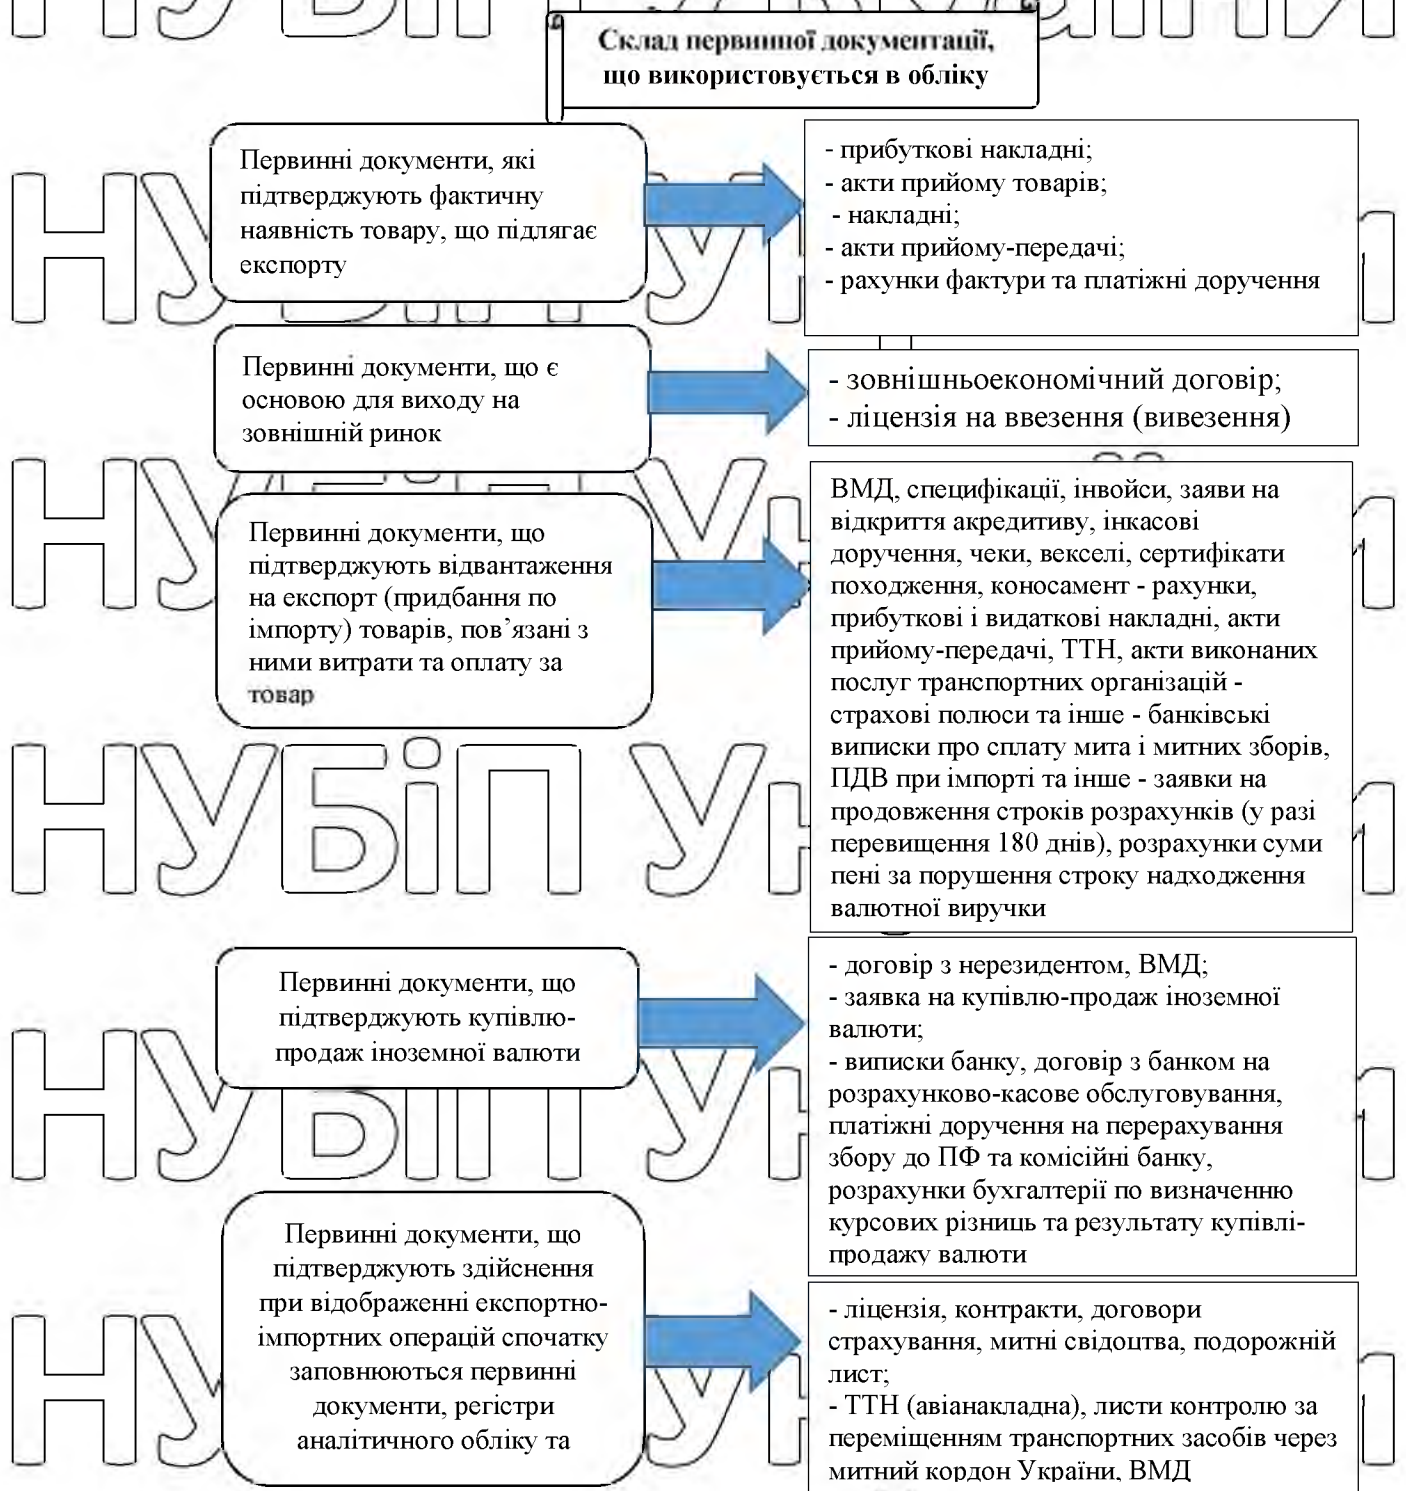 Склад первинної документації,
що використовується в обліку
Первинні документи, які
підтверджують фактичну
наявність товару, що підлягає
експорту
- прибуткові накладні;
- акти прийому товарів;
- накладні;
- акти прийому-передачі;
- рахунки фактури та платіжні доручення
Первинні документи, що є
основою для виходу на
зовнішній ринок
- зовнішньоекономічний договір;
- ліцензія на ввезення (вивезення)
Первинні документи, що
підтверджують відвантаження
на експорт (придбання по
імпорту) товарів, пов’язані з
ними витрати та оплату за
товар
ВМД, специфікації, інвойси, заяви на
відкриття акредитиву, інкасові
доручення, чеки, векселі, сертифікати
походження, коносамент - рахунки,
прибуткові і видаткові накладні, акти
прийому-передачі, ТТН, акти виконаних
послуг транспортних організацій -
страхові полюси та інше - банківські
виписки про сплату мита і митних зборів,
ПДВ при імпорті та інше - заявки на
продовження строків розрахунків (у разі
перевищення 180 днів), розрахунки суми
пені за порушення строку надходження
валютної виручки
НУБіП
Первинні документи, що
підтверджують купівлю-
продаж іноземної валюти
- договір з нерезидентом, ВМД;
- заявка на купівлю-продаж іноземної
валюти;
- виписки банку, договір з банком на
розрахунково-касове обслуговування,
платіжні доручення на перерахування
збору до ПФ та комісійні банку,
розрахунки бухгалтерії по визначенню
курсових різниць та результату купівлі-
продажу валюти
Первинні документи, що
підтверджують здійснення
при відображенні експортно-
імпортних операцій спочатку
заповнюються первинні
документи, регістри
аналітичного обліку та
- ліцензія, контракти, договори
страхування, митні свідоцтва, подорожній
лист;
- ТТН (авіанакладна), листи контролю за
переміщенням транспортних засобів через
митний кордон України, ВМД